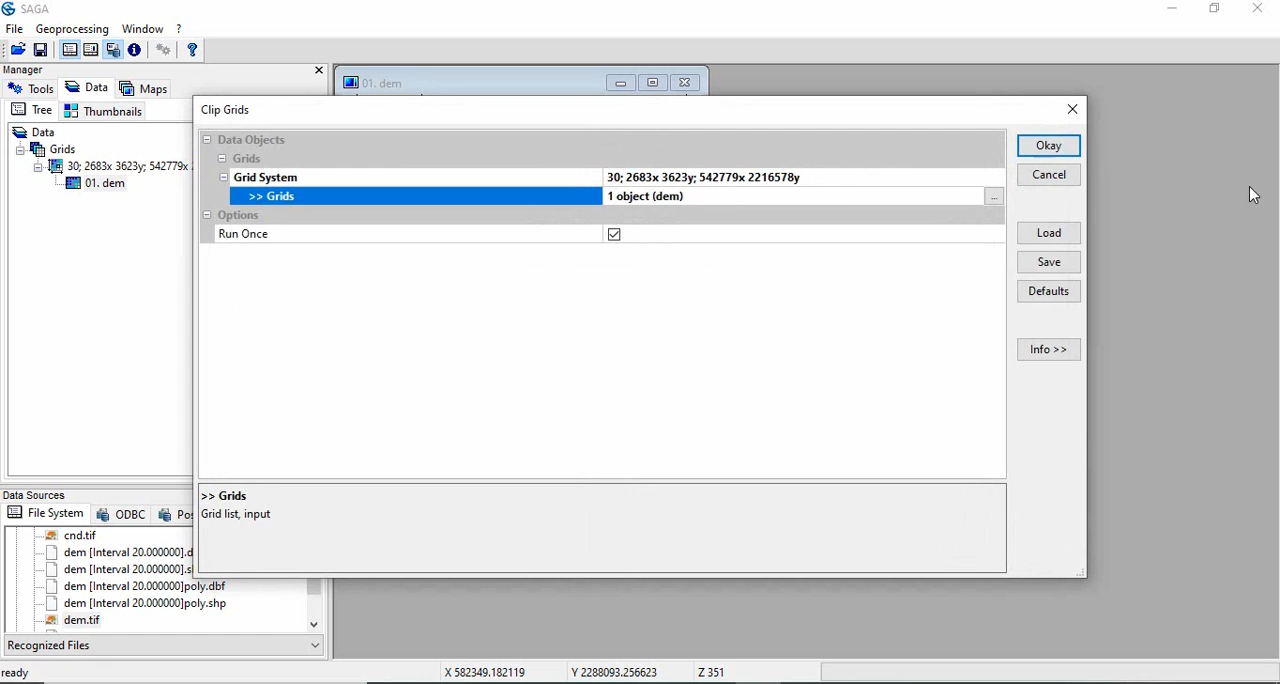 SAGA
File Geoprocessing Window ?
Manager
Tools Data Maps
Tree Thumbnails
Data
Grids
30; 2683x 3623y; 542779x
01. dem
01. dem
Clip Grids
Data Objects
Grids
Grid System 30; 2683x 3623y; 542779x 2216578y
>> Grids 1 object (dem) ...
Options
Run Once
Okay
Cancel
Load
Save
Defaults
Info >>
>> Grids
Grid list, input
Data Sources
File System ODBC
cnd.tif
dem [Interval 20.000000].d
dem [Interval 20.000000]
dem [Interval 20.000000]poly.dbf
dem [Interval 20.000000]poly.shp
dem.tif
Recognized Files
ready X 582349.182119 Y 2288093.256623 Z 351